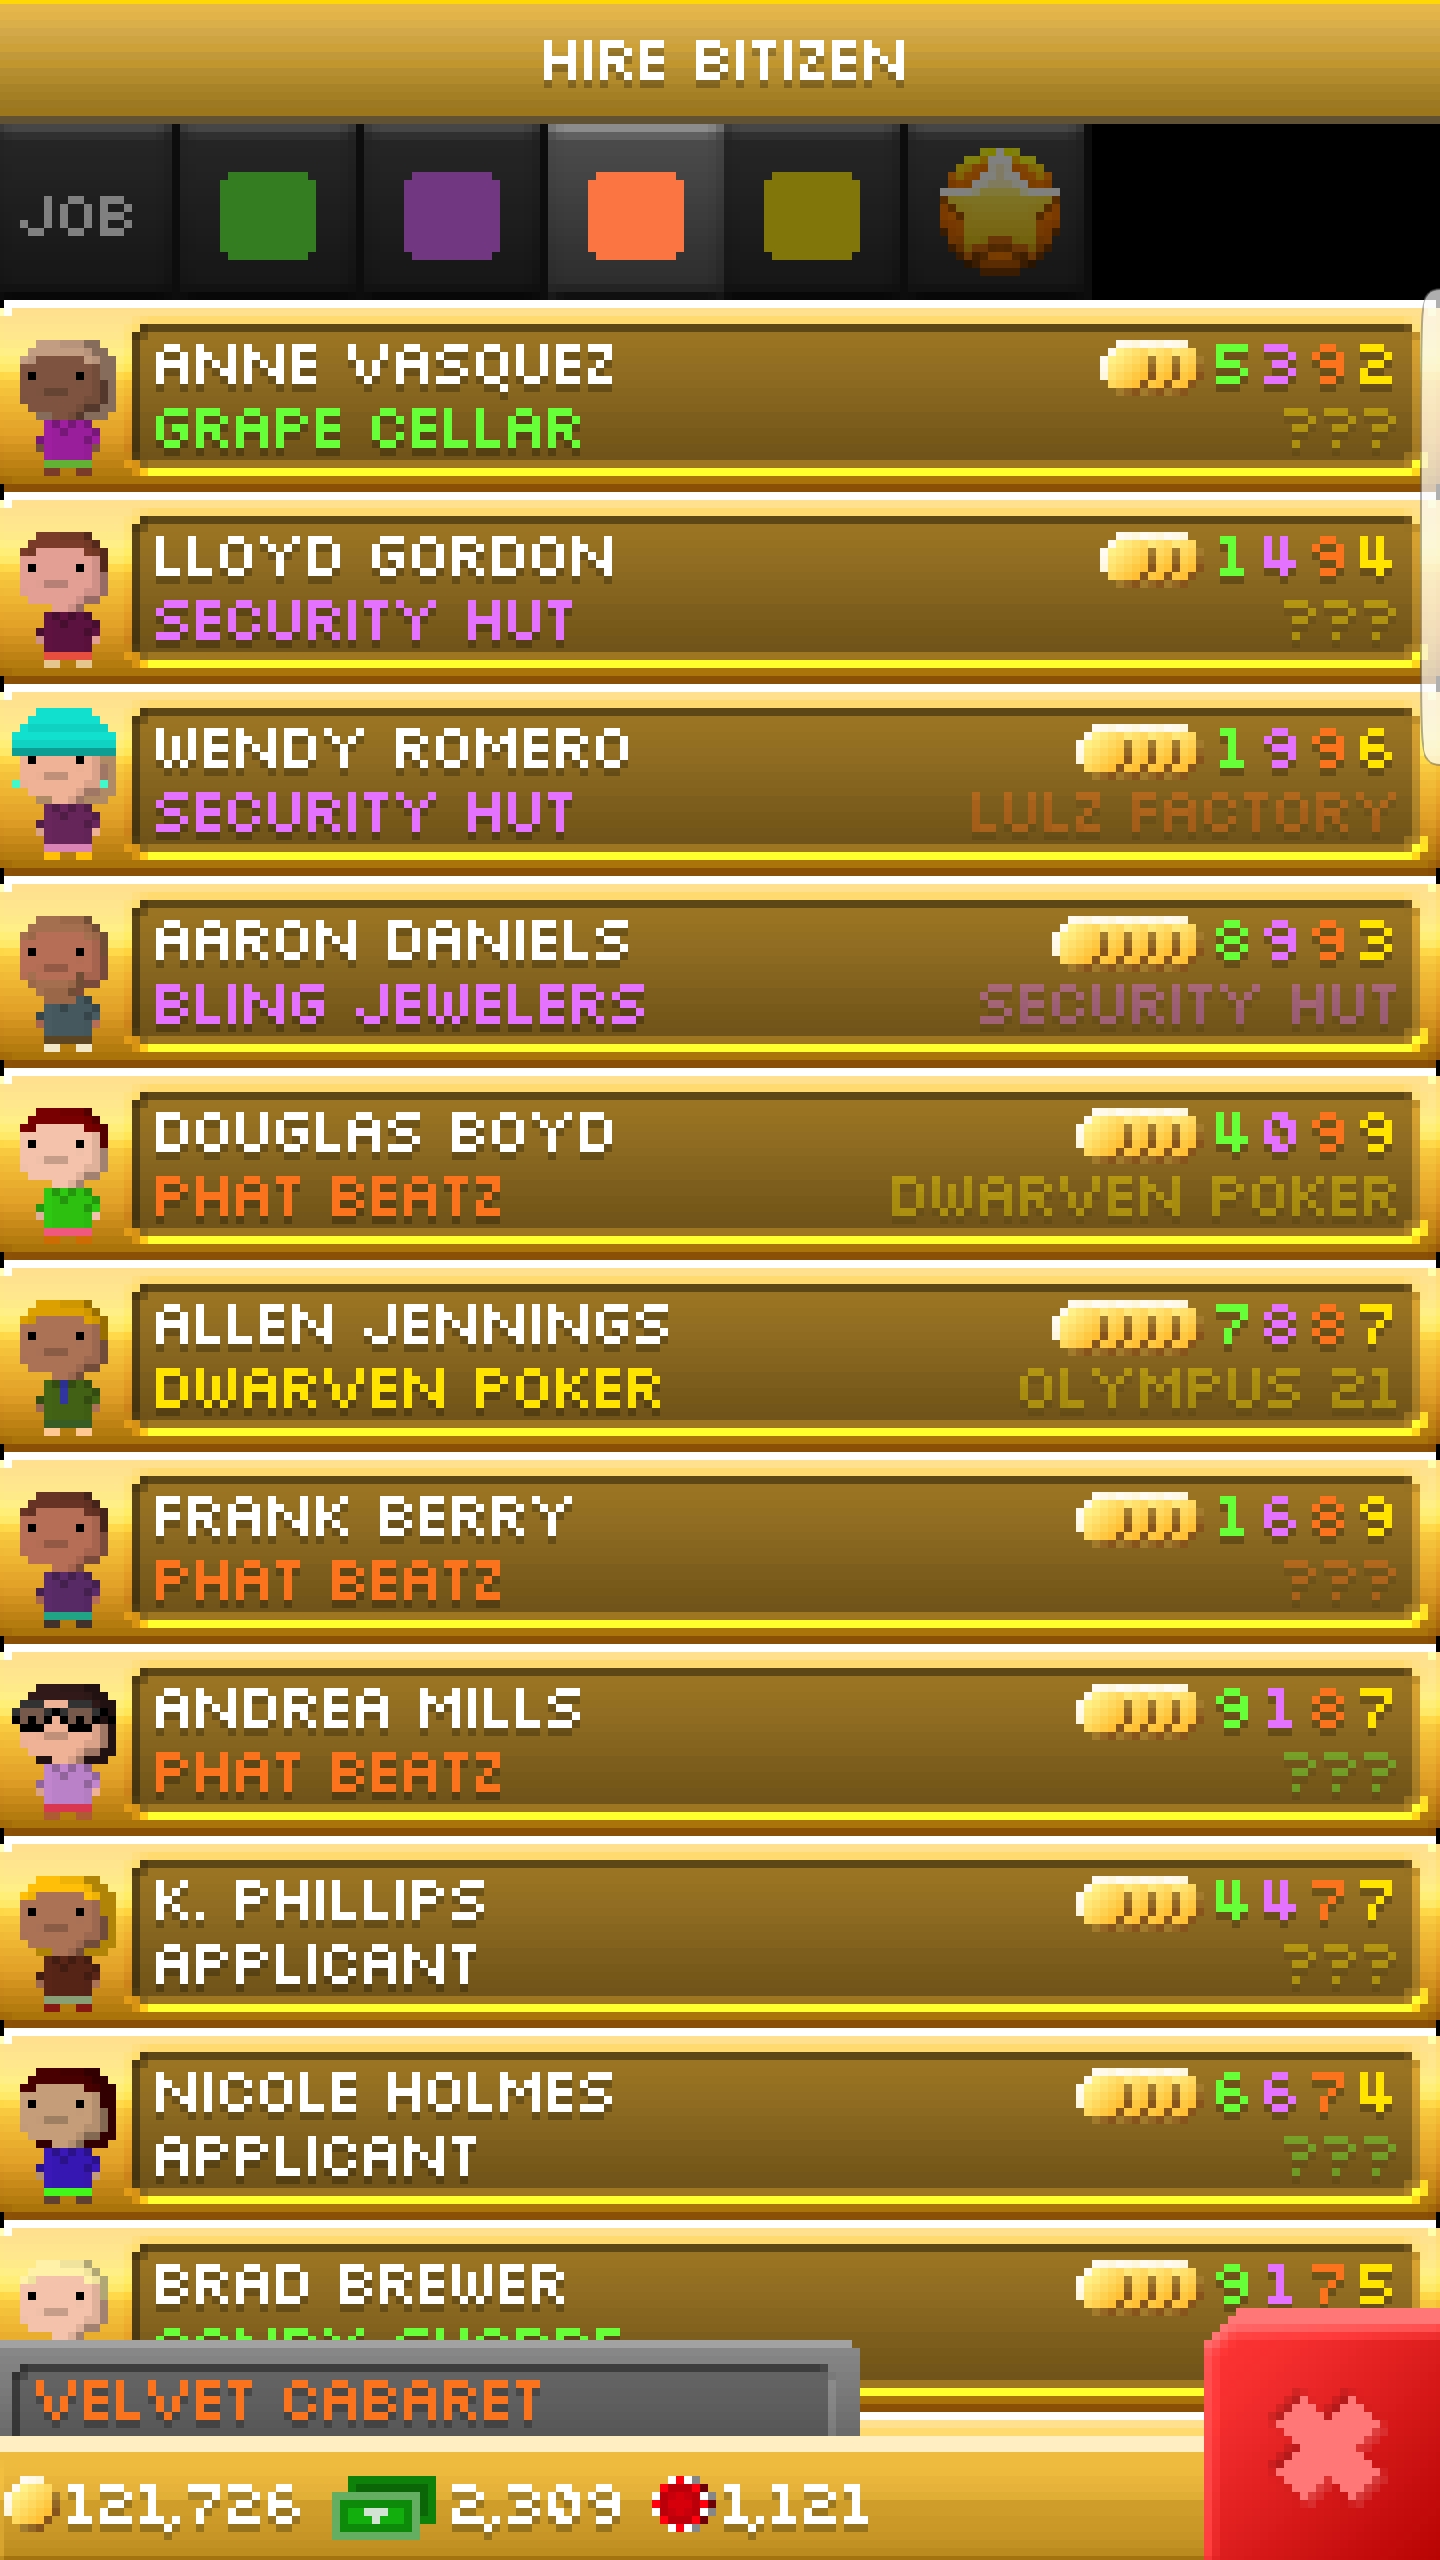 HIRE BITIZEN
JOB
ANNE VASQUEZ 5392
GRAPE CELLAR ???
LLOYD GORDON 1494
SECURITY HUT ???
WENDY ROMERO 1996
SECURITY HUT LULZ FACTORY
AARON DANIELS 8993
BLING JEWELERS SECURITY HUT
DOUGLAS BOYD 4099
PHAT BEATZ DWARVEN POKER
ALLEN JENNINGS 7887
DWARVEN POKER OLYMPUS 21
FRANK BERRY 1689
PHAT BEATZ ???
ANDREA MILLS 9187
PHAT BEATZ ???
K. PHILLIPS 4477
APPLICANT ???
NICOLE HOLMES 6674
APPLICANT ???
BRAD BREWER 9175
VELVET CABARET
121,726 2,309 1,121